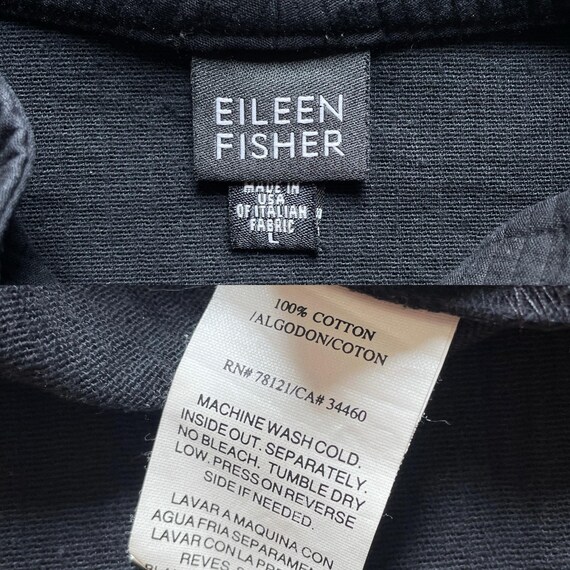 EILEEN
FISHER
MADE IN
USA
OF ITALIAN
FABRIC
L
100% COTTON
/ALGODON/COTON
RN# 78121/CA# 34460
MACHINE WASH COLD.
INSIDE OUT. SEPARATELY.
NO BLEACH. TUMBLE DRY
LOW. PRESS ON REVERSE
SIDE IF NEEDED.
LAVAR A MAQUINA CON
AGUA FRIA SEPARAMEN
LAVAR CON LA PR
REVES.